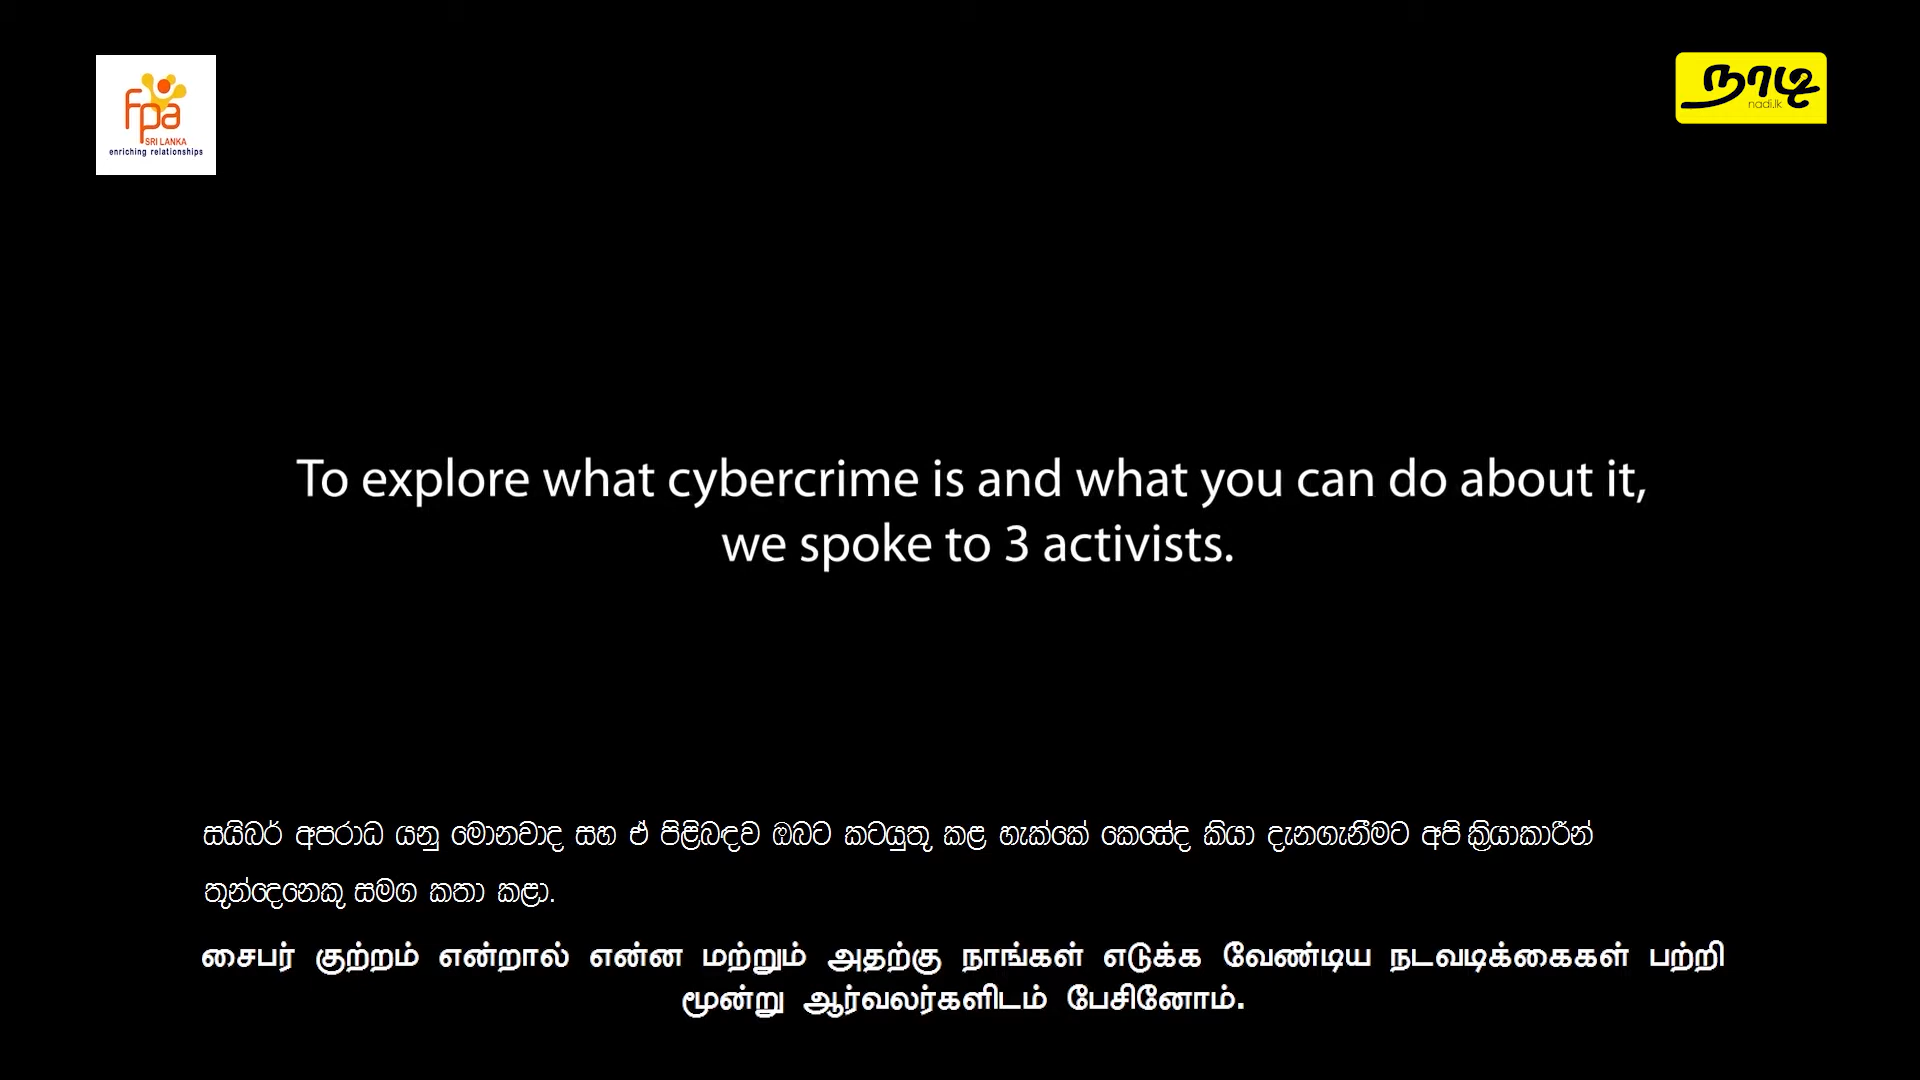 fpa
SRI LANKA
enriching relationships
நாடி
nadi.lk
To explore what cybercrime is and what you can do about it,
we spoke to 3 activists.
සයිබර් අපරාධ යනු මොනවාද සහ ඒ පිළිබඳව ඔබට කටයුතු කළ හැක්කේ කෙසේද කියා දැනගැනීමට අපි ක්‍රියාකාරීන්
තුන්දෙනෙකු සමග කතා කළා.
சைபர் குற்றம் என்றால் என்ன மற்றும் அதற்கு நாங்கள் எடுக்க வேண்டிய நடவடிக்கைகள் பற்றி
மூன்று ஆர்வலர்களிடம் பேசினோம்.